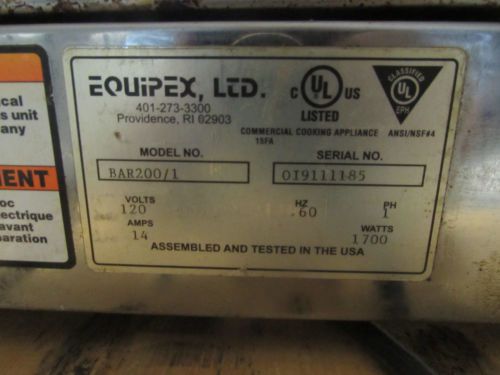 EQUIPEX, LTD.
401-273-3300
Providence, RI 02903
C UL US
LISTED
CLASSIFIED
UL
EPH
COMMERCIAL COOKING APPLIANCE ANSI/NSF#4
15FA
MODEL NO. SERIAL NO.
BAR200/1 OI9111185
VOLTS HZ PH
120 60 1
AMPS WATTS
14 1700
ASSEMBLED AND TESTED IN THE USA
cal
s unit
any
MENT
oc
lectrique
avant
paration